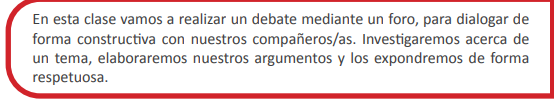 En esta clase vamos a realizar un debate mediante un foro, para dialogar de
forma constructiva con nuestros compañeros/as. Investigaremos acerca de
un tema, elaboraremos nuestros argumentos y los expondremos de forma
respetuosa.